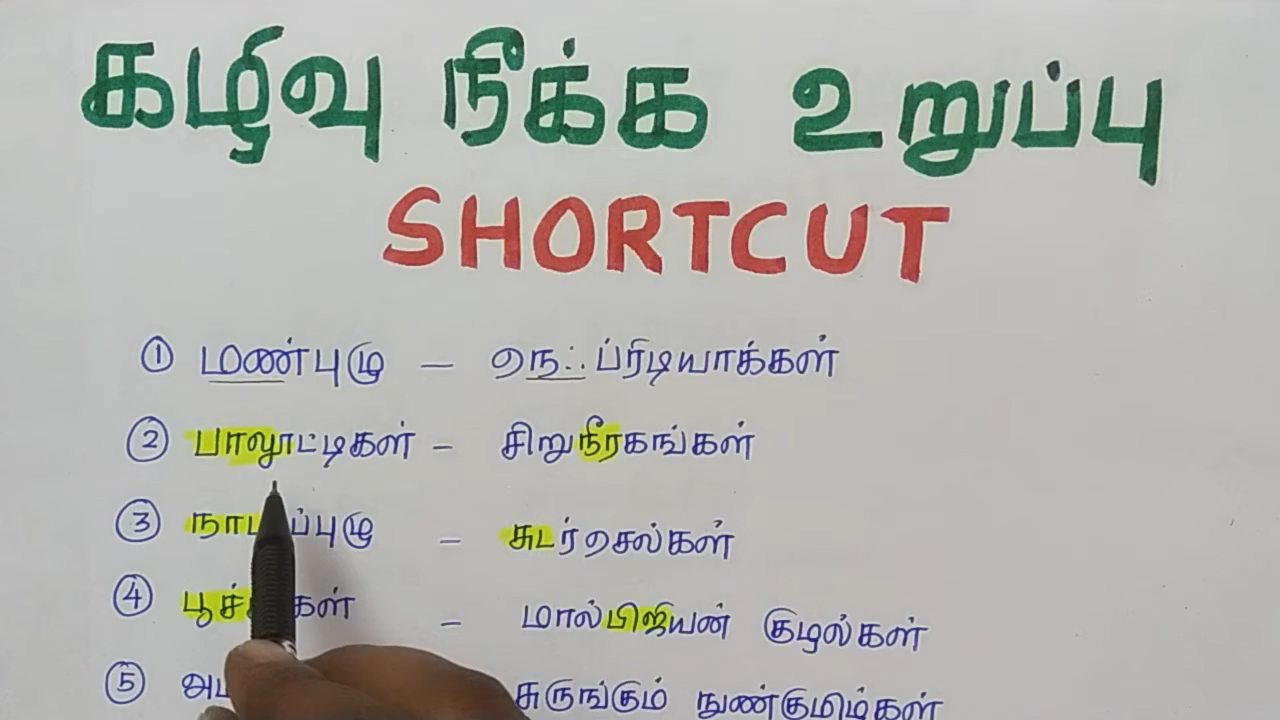 கழிவு நீக்க உறுப்பு
SHORTCUT
① மண்புழு – நெஃப்ரிடியாக்கள்
② பாலூட்டிகள் – சிறுநீரகங்கள்
③ – சுடர்செல்கள்
④ – மால்பிஜியன் குழல்கள்
⑤ சுருங்கும் நுண்குமிழ்கள்